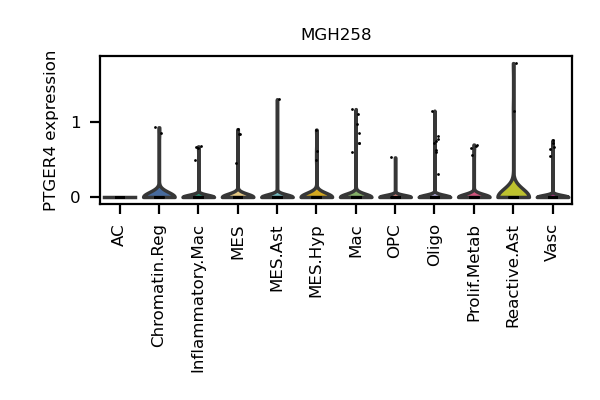 MGH258
PTGER4 expression
1
0
AC
Chromatin.Reg
Inflammatory.Mac
MES
MES.Ast
MES.Hyp
Mac
OPC
Oligo
Prolif.Metab
Reactive.Ast
Vasc